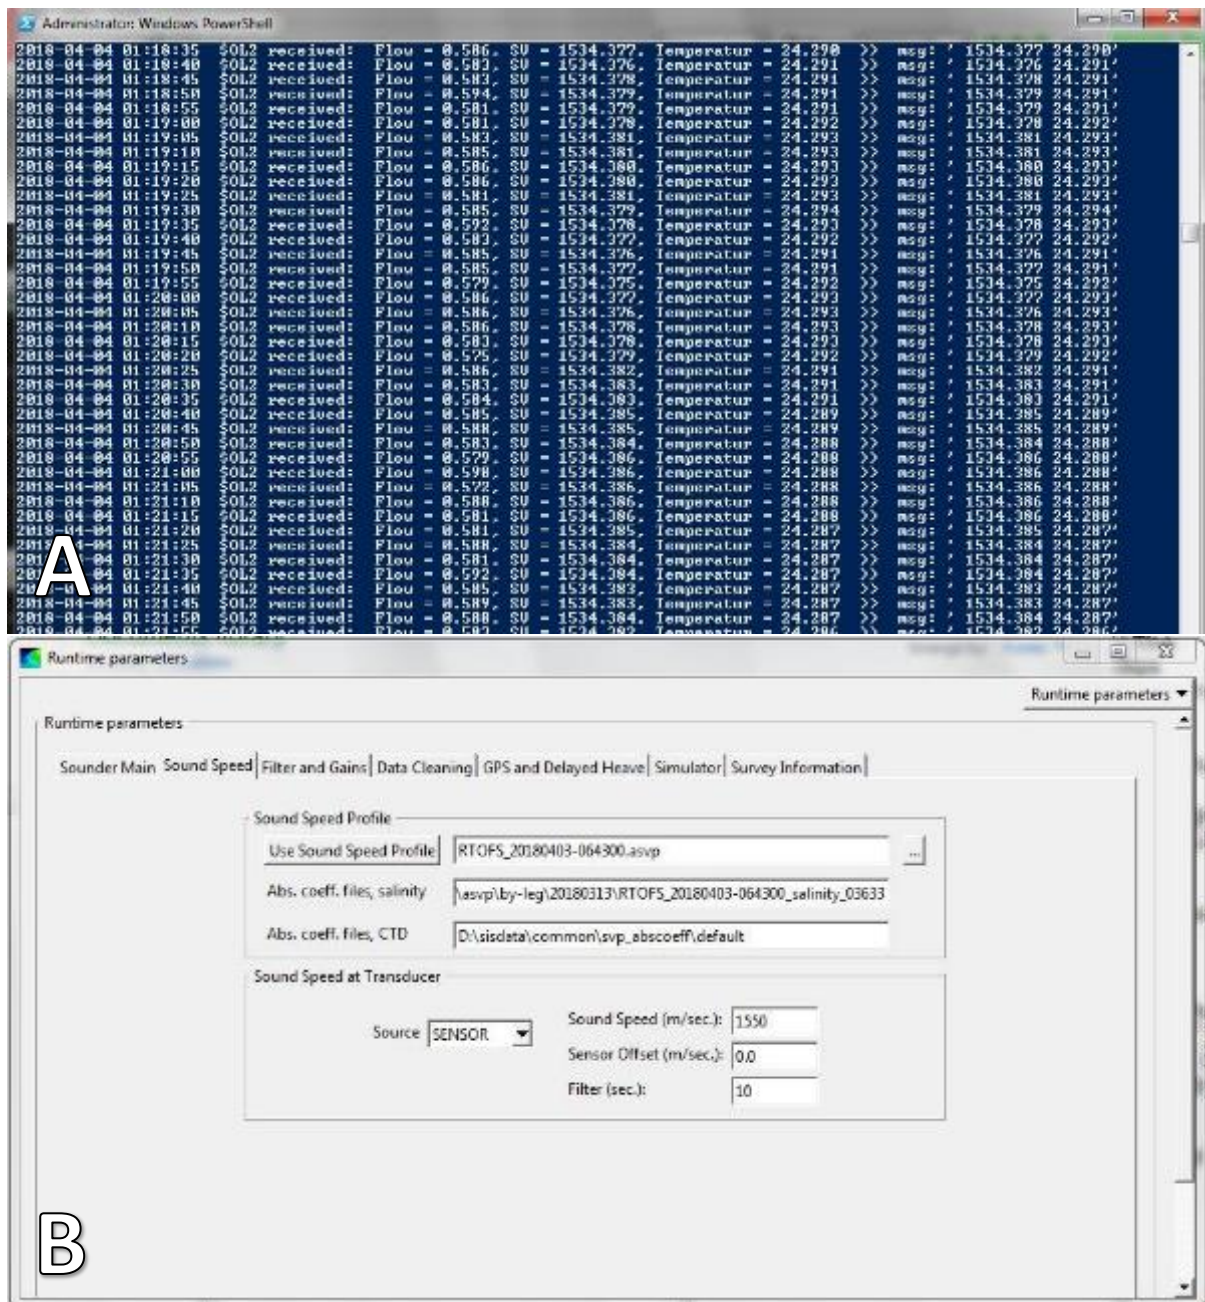 Administrator: Windows PowerShell
2018-04-04 01:18:35 $OL2 received: Flow = 0.586, SV = 1534.377, Temperatur = 24.290 >> msg: ' 1534.377 24.290'
2018-04-04 01:18:40 $OL2 received: Flow = 0.583, SV = 1534.376, Temperatur = 24.291 >> msg: ' 1534.376 24.291'
2018-04-04 01:18:45 $OL2 received: Flow = 0.583, SV = 1534.378, Temperatur = 24.291 >> msg: ' 1534.378 24.291'
2018-04-04 01:18:50 $OL2 received: Flow = 0.594, SV = 1534.379, Temperatur = 24.291 >> msg: ' 1534.379 24.291'
2018-04-04 01:18:55 $OL2 received: Flow = 0.581, SV = 1534.379, Temperatur = 24.291 >> msg: ' 1534.379 24.291'
2018-04-04 01:19:00 $OL2 received: Flow = 0.581, SV = 1534.378, Temperatur = 24.292 >> msg: ' 1534.378 24.292'
2018-04-04 01:19:05 $OL2 received: Flow = 0.583, SV = 1534.381, Temperatur = 24.293 >> msg: ' 1534.381 24.293'
2018-04-04 01:19:10 $OL2 received: Flow = 0.585, SV = 1534.381, Temperatur = 24.293 >> msg: ' 1534.381 24.293'
2018-04-04 01:19:15 $OL2 received: Flow = 0.586, SV = 1534.380, Temperatur = 24.293 >> msg: ' 1534.380 24.293'
2018-04-04 01:19:20 $OL2 received: Flow = 0.586, SV = 1534.380, Temperatur = 24.293 >> msg: ' 1534.380 24.293'
2018-04-04 01:19:25 $OL2 received: Flow = 0.581, SV = 1534.381, Temperatur = 24.293 >> msg: ' 1534.381 24.293'
2018-04-04 01:19:30 $OL2 received: Flow = 0.585, SV = 1534.379, Temperatur = 24.294 >> msg: ' 1534.379 24.294'
2018-04-04 01:19:35 $OL2 received: Flow = 0.592, SV = 1534.378, Temperatur = 24.293 >> msg: ' 1534.378 24.293'
2018-04-04 01:19:40 $OL2 received: Flow = 0.583, SV = 1534.377, Temperatur = 24.292 >> msg: ' 1534.377 24.292'
2018-04-04 01:19:45 $OL2 received: Flow = 0.585, SV = 1534.376, Temperatur = 24.291 >> msg: ' 1534.376 24.291'
2018-04-04 01:19:50 $OL2 received: Flow = 0.585, SV = 1534.377, Temperatur = 24.291 >> msg: ' 1534.377 24.291'
2018-04-04 01:19:55 $OL2 received: Flow = 0.579, SV = 1534.375, Temperatur = 24.292 >> msg: ' 1534.375 24.292'
2018-04-04 01:20:00 $OL2 received: Flow = 0.586, SV = 1534.377, Temperatur = 24.293 >> msg: ' 1534.377 24.293'
2018-04-04 01:20:05 $OL2 received: Flow = 0.586, SV = 1534.376, Temperatur = 24.293 >> msg: ' 1534.376 24.293'
2018-04-04 01:20:10 $OL2 received: Flow = 0.586, SV = 1534.378, Temperatur = 24.293 >> msg: ' 1534.378 24.293'
2018-04-04 01:20:15 $OL2 received: Flow = 0.583, SV = 1534.378, Temperatur = 24.293 >> msg: ' 1534.378 24.293'
2018-04-04 01:20:20 $OL2 received: Flow = 0.575, SV = 1534.379, Temperatur = 24.292 >> msg: ' 1534.379 24.292'
2018-04-04 01:20:25 $OL2 received: Flow = 0.586, SV = 1534.382, Temperatur = 24.291 >> msg: ' 1534.382 24.291'
2018-04-04 01:20:30 $OL2 received: Flow = 0.583, SV = 1534.383, Temperatur = 24.291 >> msg: ' 1534.383 24.291'
2018-04-04 01:20:35 $OL2 received: Flow = 0.584, SV = 1534.383, Temperatur = 24.291 >> msg: ' 1534.383 24.291'
2018-04-04 01:20:40 $OL2 received: Flow = 0.585, SV = 1534.385, Temperatur = 24.289 >> msg: ' 1534.385 24.289'
2018-04-04 01:20:45 $OL2 received: Flow = 0.588, SV = 1534.385, Temperatur = 24.289 >> msg: ' 1534.385 24.289'
2018-04-04 01:20:50 $OL2 received: Flow = 0.583, SV = 1534.384, Temperatur = 24.288 >> msg: ' 1534.384 24.288'
2018-04-04 01:20:55 $OL2 received: Flow = 0.579, SV = 1534.386, Temperatur = 24.288 >> msg: ' 1534.386 24.288'
2018-04-04 01:21:00 $OL2 received: Flow = 0.590, SV = 1534.386, Temperatur = 24.288 >> msg: ' 1534.386 24.288'
2018-04-04 01:21:05 $OL2 received: Flow = 0.572, SV = 1534.386, Temperatur = 24.288 >> msg: ' 1534.386 24.288'
2018-04-04 01:21:10 $OL2 received: Flow = 0.588, SV = 1534.386, Temperatur = 24.288 >> msg: ' 1534.386 24.288'
2018-04-04 01:21:15 $OL2 received: Flow = 0.581, SV = 1534.386, Temperatur = 24.288 >> msg: ' 1534.386 24.288'
2018-04-04 01:21:20 $OL2 received: Flow = 0.581, SV = 1534.385, Temperatur = 24.287 >> msg: ' 1534.385 24.287'
2018-04-04 01:21:25 $OL2 received: Flow = 0.588, SV = 1534.384, Temperatur = 24.287 >> msg: ' 1534.384 24.287'
2018-04-04 01:21:30 $OL2 received: Flow = 0.581, SV = 1534.384, Temperatur = 24.287 >> msg: ' 1534.384 24.287'
2018-04-04 01:21:35 $OL2 received: Flow = 0.592, SV = 1534.384, Temperatur = 24.287 >> msg: ' 1534.384 24.287'
2018-04-04 01:21:40 $OL2 received: Flow = 0.585, SV = 1534.383, Temperatur = 24.287 >> msg: ' 1534.383 24.287'
2018-04-04 01:21:45 $OL2 received: Flow = 0.589, SV = 1534.383, Temperatur = 24.287 >> msg: ' 1534.383 24.287'
2018-04-04 01:21:50 $OL2 received: Flow = 0.588, SV = 1534.384, Temperatur = 24.287 >> msg: ' 1534.384 24.287'
A
Runtime parameters
Runtime parameters
Runtime parameters
Sounder Main Sound Speed Filter and Gains Data Cleaning GPS and Delayed Heave Simulator Survey Information
Sound Speed Profile
Use Sound Speed Profile RTOFS_20180403-064300.asvp ...
Abs. coeff. files, salinity \asvp\by-leg\20180313\RTOFS_20180403-064300_salinity_03633
Abs. coeff. files, CTD D:\sisdata\common\svp_abscoeff\default
Sound Speed at Transducer
Source SENSOR
Sound Speed (m/sec.): 1550
Sensor Offset (m/sec.): 0.0
Filter (sec.): 10
B